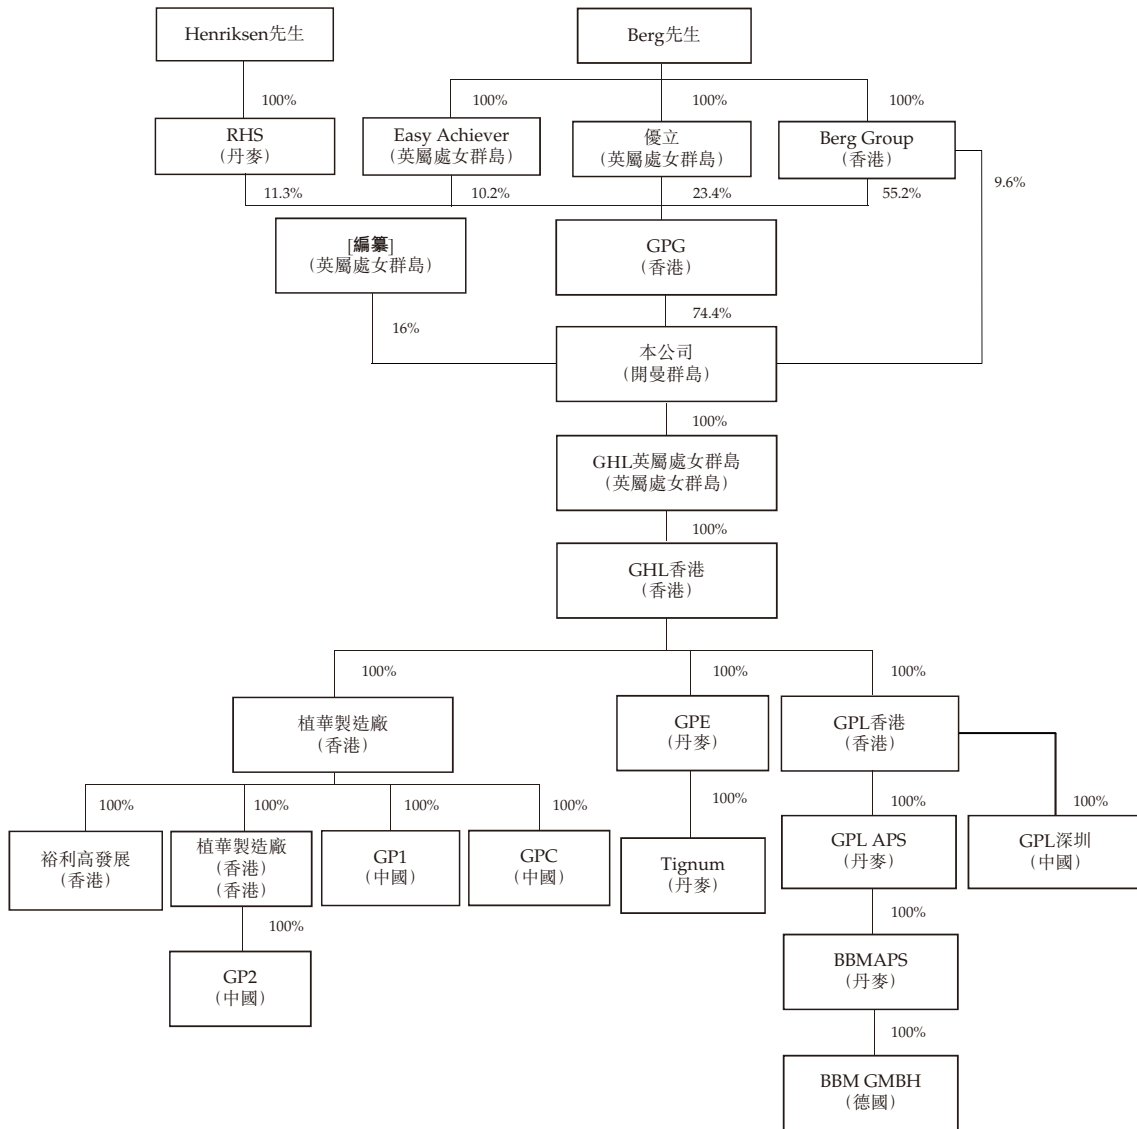 Henriksen先生
Berg先生
100%
100%
100%
100%
RHS
(丹麥)
Easy Achiever
(英屬處女群島)
優立
(英屬處女群島)
Berg Group
(香港)
11.3%
10.2%
23.4%
55.2%
9.6%
[編纂]
(英屬處女群島)
GPG
(香港)
16%
74.4%
本公司
(開曼群島)
100%
GHL英屬處女群島
(英屬處女群島)
100%
GHL香港
(香港)
100%
100%
100%
植華製造廠
(香港)
GPE
(丹麥)
GPL香港
(香港)
100%
100%
100%
100%
100%
100%
100%
裕利高發展
(香港)
植華製造廠
(香港)
(香港)
GP1
(中國)
GPC
(中國)
Tignum
(丹麥)
GPL APS
(丹麥)
GPL深圳
(中國)
100%
100%
GP2
(中國)
BBMAPS
(丹麥)
100%
BBM GMBH
(德國)